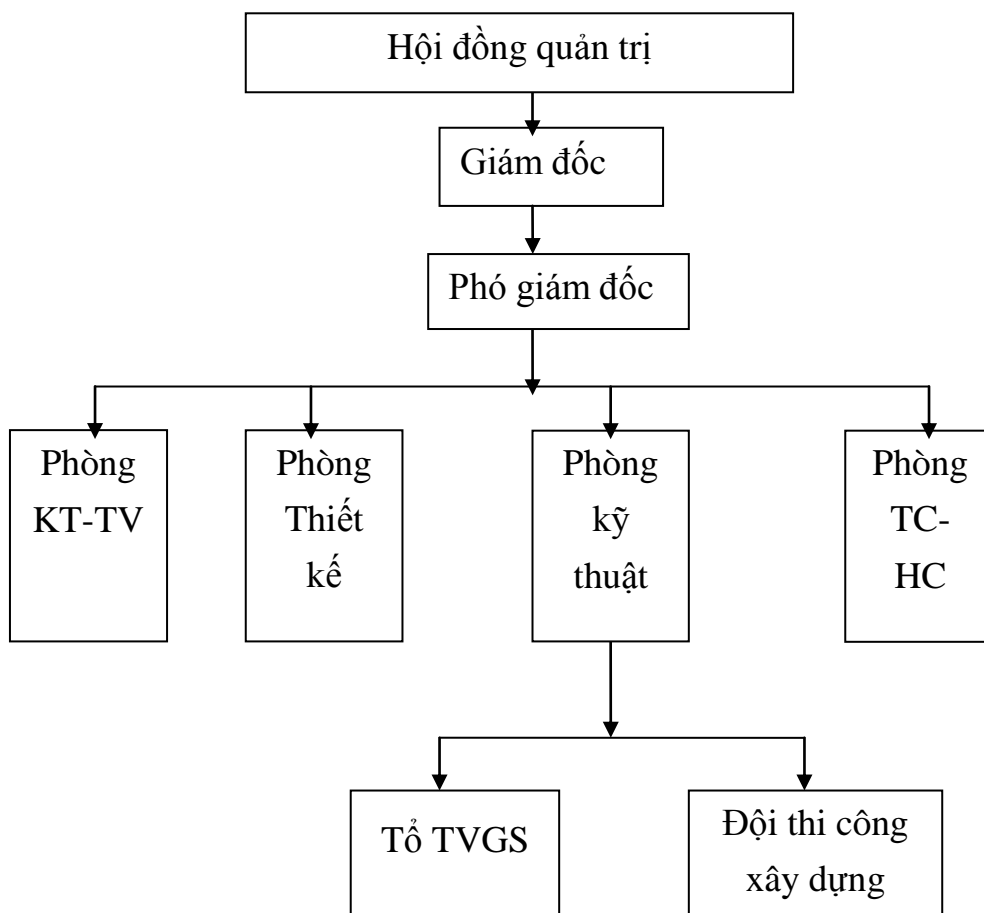 Hội đồng quản trị
Giám đốc
Phó giám đốc
Phòng
KT-TV
Phòng
Thiết
kế
Phòng
kỹ
thuật
Phòng
TC-
HC
Tổ TVGS
Đội thi công
xây dựng